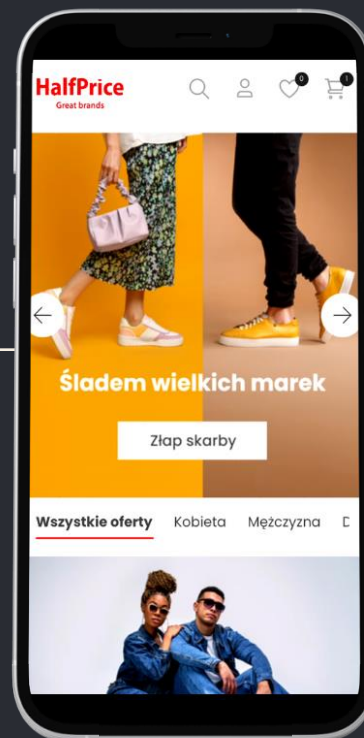 HalfPrice
Great brands
0
1
Śladem wielkich marek
Złap skarby
Wszystkie oferty Kobieta Mężczyzna D